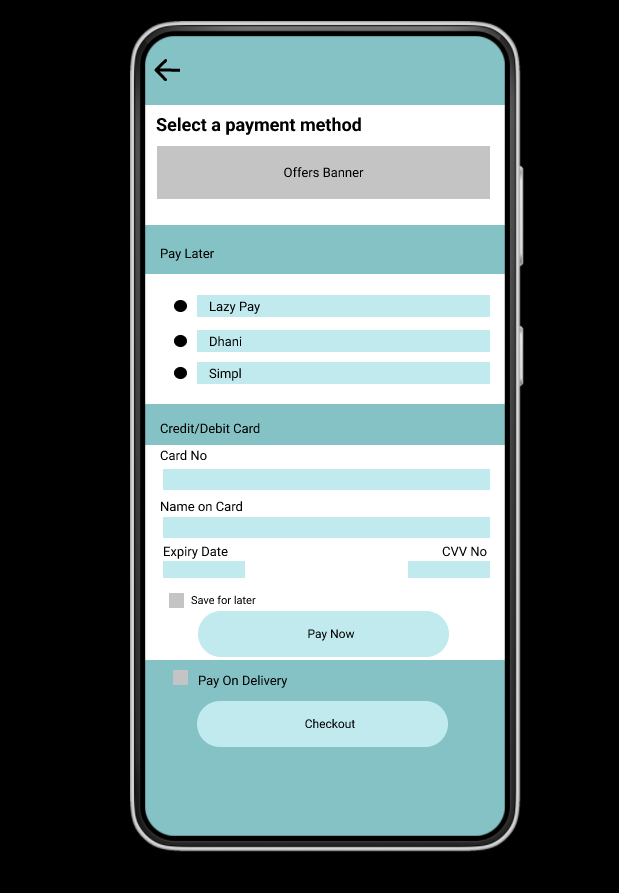 Select a payment method
Offers Banner
Pay Later
Lazy Pay
Dhani
Simpl
Credit/Debit Card
Card No
Name on Card
Expiry Date CVV No
Save for later
Pay Now
Pay On Delivery
Checkout